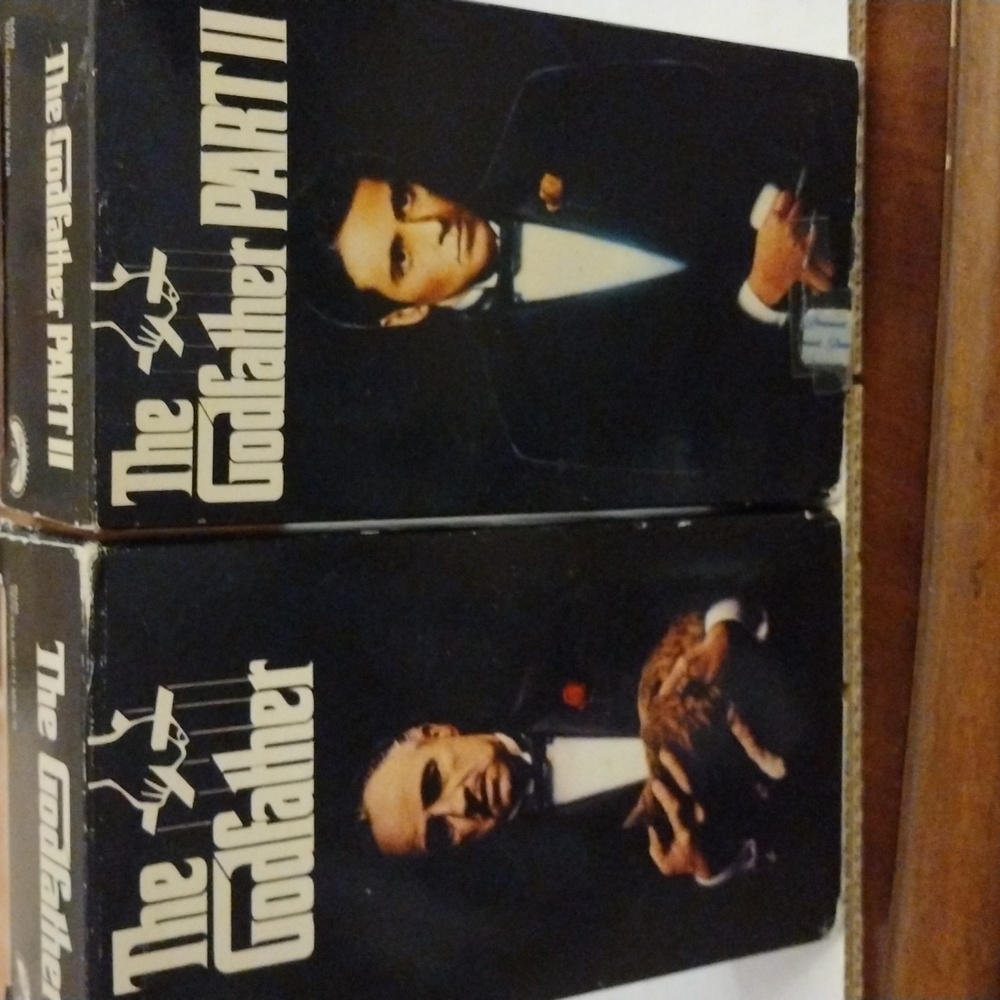 The Godfather PART II
The
Godfather PART II
The Godfather
The
Godfather